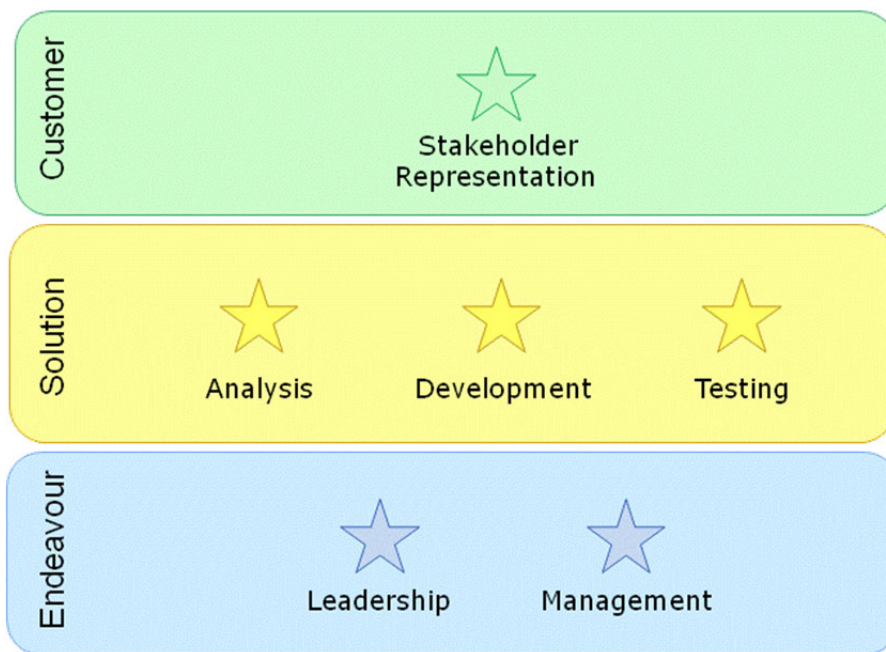 Customer
Stakeholder
Representation
Solution
Analysis Development Testing
Endeavour
Leadership Management